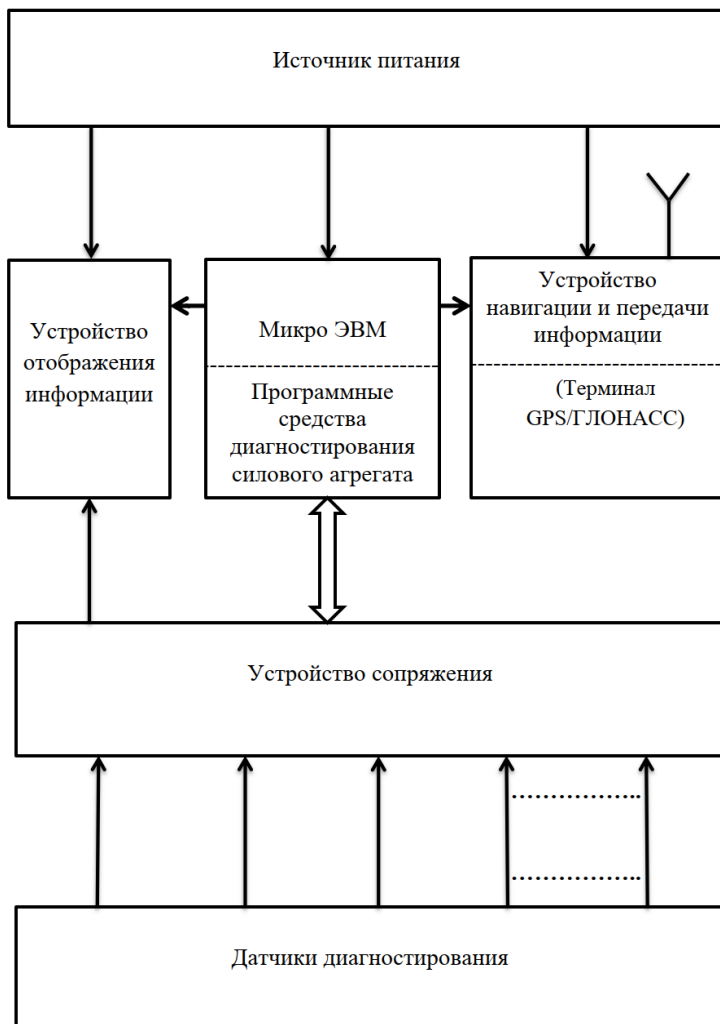 Источник питания
Устройство
отображения
информации
Микро ЭВМ
Программные
средства
диагностирования
силового агрегата
Устройство
навигации и передачи
информации
(Терминал
GPS/ГЛОНАСС)
Устройство сопряжения
Датчики диагностирования